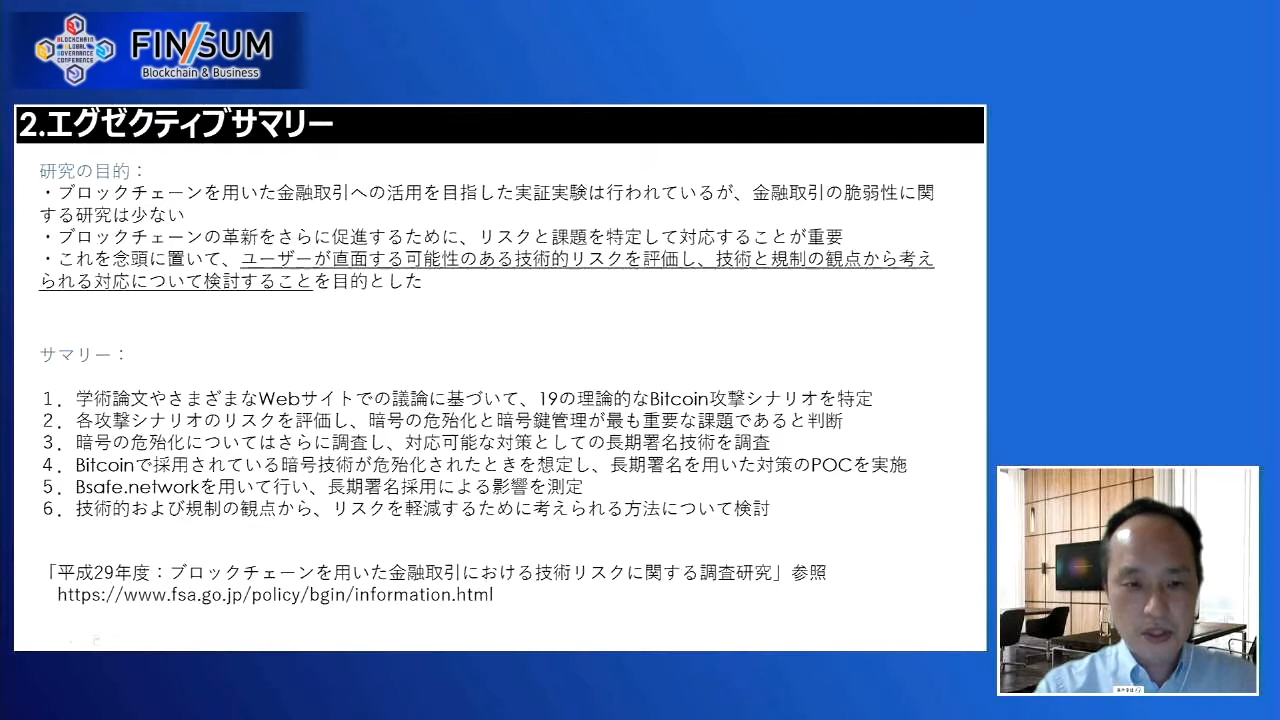 BLOCKCHAIN
GLOBAL
GOVERNANCE
CONFERENCE
FIN/SUM
Blockchain & Business
2.エグゼクティブサマリー
研究の目的：
・ブロックチェーンを用いた金融取引への活用を目指した実証実験は行われているが、金融取引の脆弱性に関
する研究は少ない
・ブロックチェーンの革新をさらに促進するために、リスクと課題を特定して対応することが重要
・これを念頭に置いて、ユーザーが直面する可能性のある技術的リスクを評価し、技術と規制の観点から考え
られる対応について検討することを目的とした
サマリー：
１．学術論文やさまざまなWebサイトでの議論に基づいて、19の理論的なBitcoin攻撃シナリオを特定
２．各攻撃シナリオのリスクを評価し、暗号の危殆化と暗号鍵管理が最も重要な課題であると判断
３．暗号の危殆化についてはさらに調査し、対応可能な対策としての長期署名技術を調査
４．Bitcoinで採用されている暗号技術が危殆化されたときを想定し、長期署名を用いた対策のPOCを実施
５．Bsafe.networkを用いて行い、長期署名採用による影響を測定
６．技術的および規制の観点から、リスクを軽減するために考えられる方法について検討
「平成29年度：ブロックチェーンを用いた金融取引における技術リスクに関する調査研究」参照
https://www.fsa.go.jp/policy/bgin/information.html